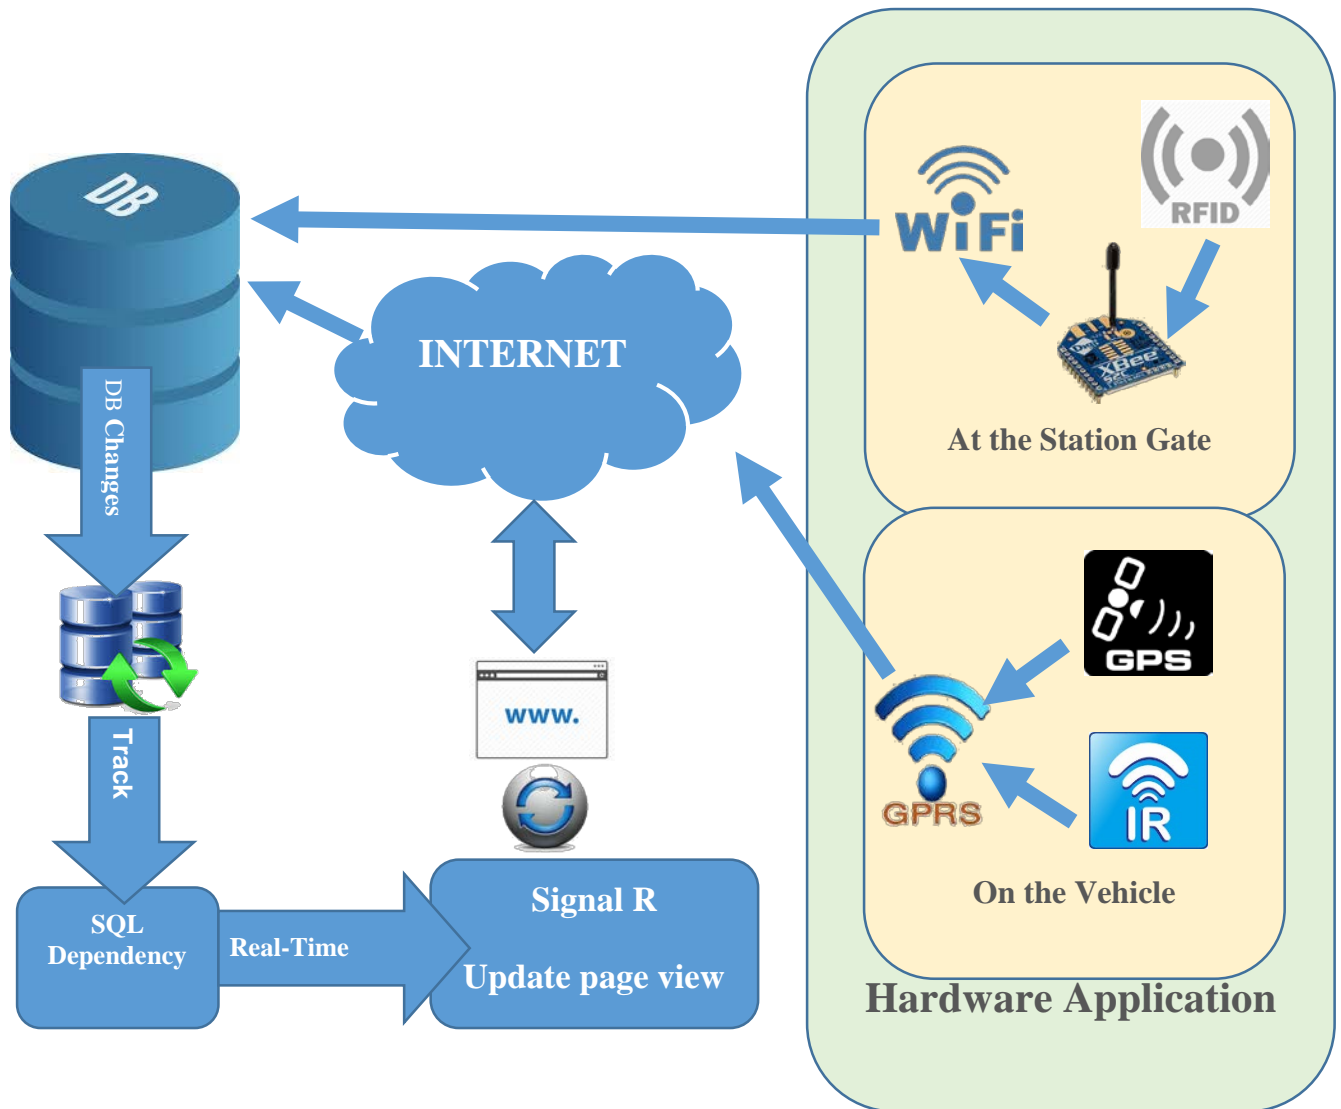 DB
WiFi
RFID
XBee
S2C
At the Station Gate
INTERNET
DB Changes
GPS
GPRS
IR
On the Vehicle
Hardware Application
www.
Track
SQL
Dependency
Real-Time
Signal R
Update page view